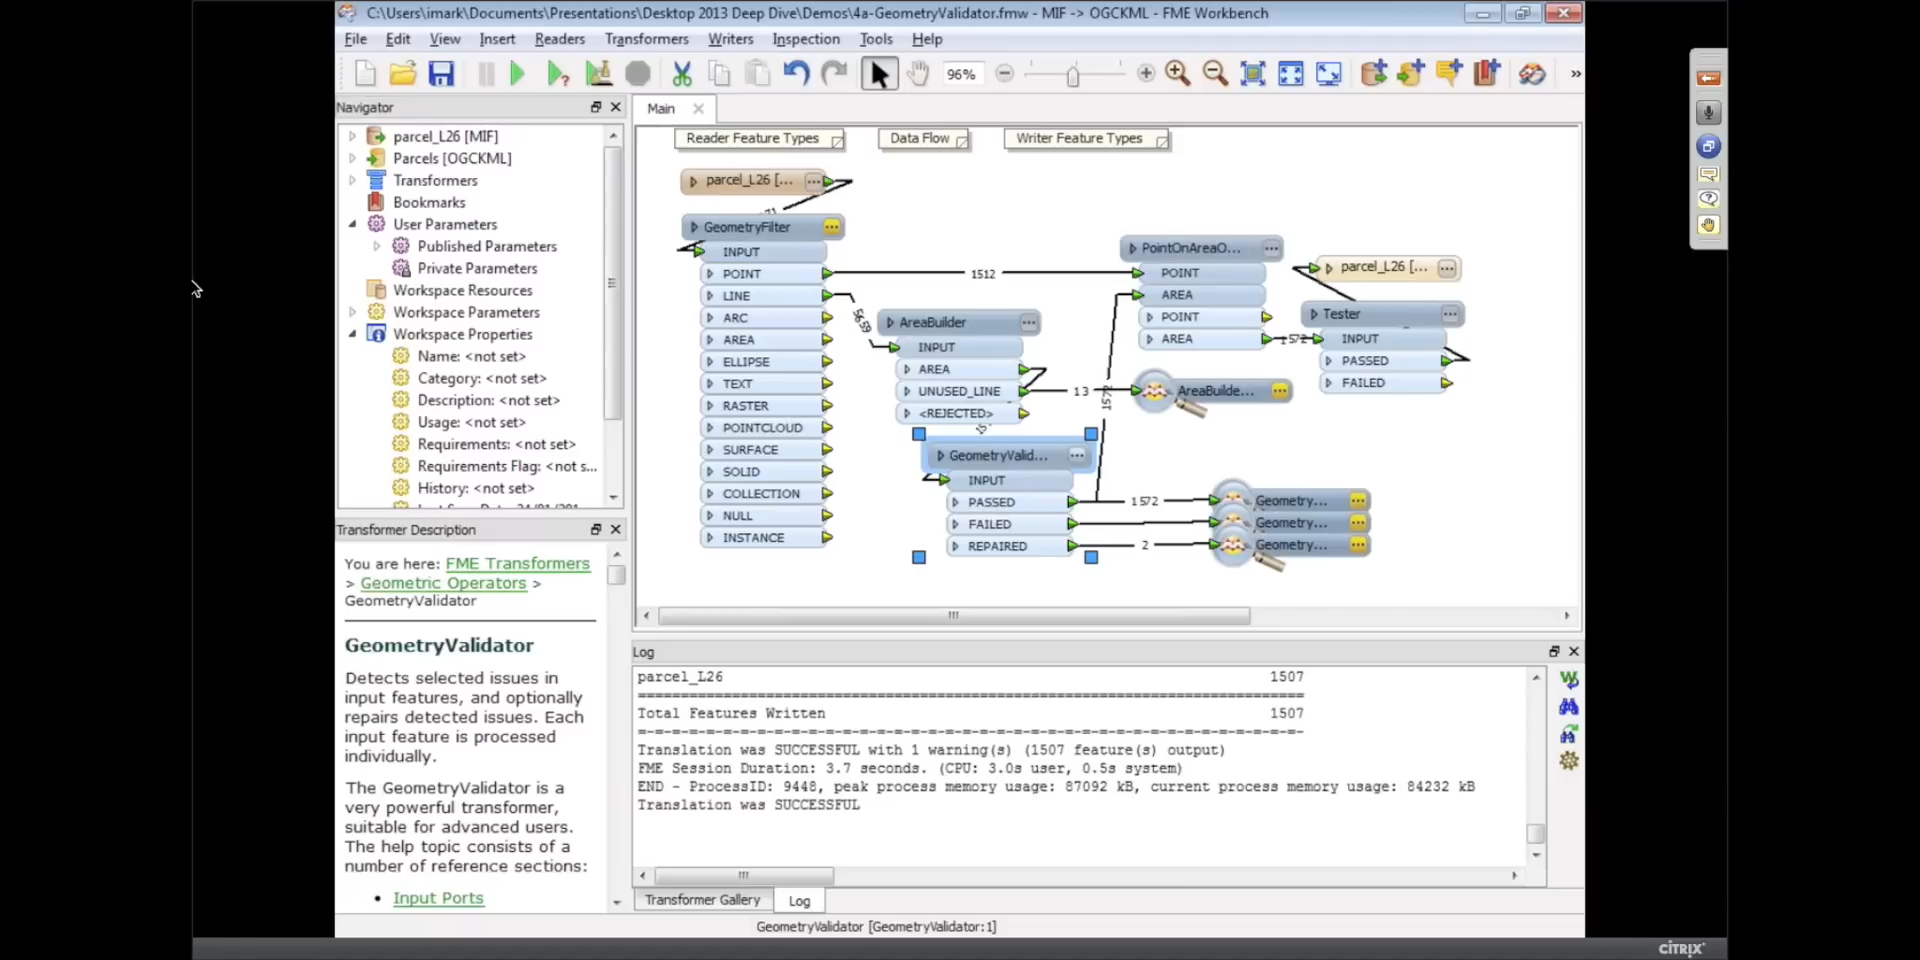 C:\Users\imark\Documents\Presentations\Desktop 2013 Deep Dive\Demos\4a-GeometryValidator.fmw - MIF -> OGCKML - FME Workbench
File Edit View Insert Readers Transformers Writers Inspection Tools Help
96%
Navigator
parcel_L26 [MIF]
Parcels [OGCKML]
Transformers
Bookmarks
User Parameters
Published Parameters
Private Parameters
Workspace Resources
Workspace Parameters
Workspace Properties
Name: <not set>
Category: <not set>
Description: <not set>
Usage: <not set>
Requirements: <not set>
Requirements Flag: <not s...
History: <not set>
Transformer Description
You are here: FME Transformers
> Geometric Operators >
GeometryValidator
GeometryValidator
Detects selected issues in
input features, and optionally
repairs detected issues. Each
input feature is processed
individually.
The GeometryValidator is a
very powerful transformer,
suitable for advanced users.
The help topic consists of a
number of reference sections:
• Input Ports
Main
Reader Feature Types
Data Flow
Writer Feature Types
parcel_L26 [...
GeometryFilter
INPUT
POINT
LINE
ARC
AREA
ELLIPSE
TEXT
RASTER
POINTCLOUD
SURFACE
SOLID
COLLECTION
NULL
INSTANCE
1512
5659
AreaBuilder
INPUT
AREA
UNUSED_LINE
<REJECTED>
13
GeometryValid...
INPUT
PASSED
FAILED
REPAIRED
1572
1572
2
PointOnAreaO...
POINT
AREA
POINT
AREA
1572
AreaBuilde...
Geometry...
Geometry...
Geometry...
parcel_L26 [...
Tester
INPUT
PASSED
FAILED
Log
parcel_L26 1507
==============================================================================
Total Features Written 1507
=-=-=-=-=-=-=-=-=-=-=-=-=-=-=-=-=-=-=-=-=-=-=-=-=-=-=-=-=-=-=-=-=-=-=-=-=-=-
Translation was SUCCESSFUL with 1 warning(s) (1507 feature(s) output)
FME Session Duration: 3.7 seconds. (CPU: 3.0s user, 0.5s system)
END - ProcessID: 9448, peak process memory usage: 87092 kB, current process memory usage: 84232 kB
Translation was SUCCESSFUL
Transformer Gallery Log
GeometryValidator [GeometryValidator:1]
CITRIX